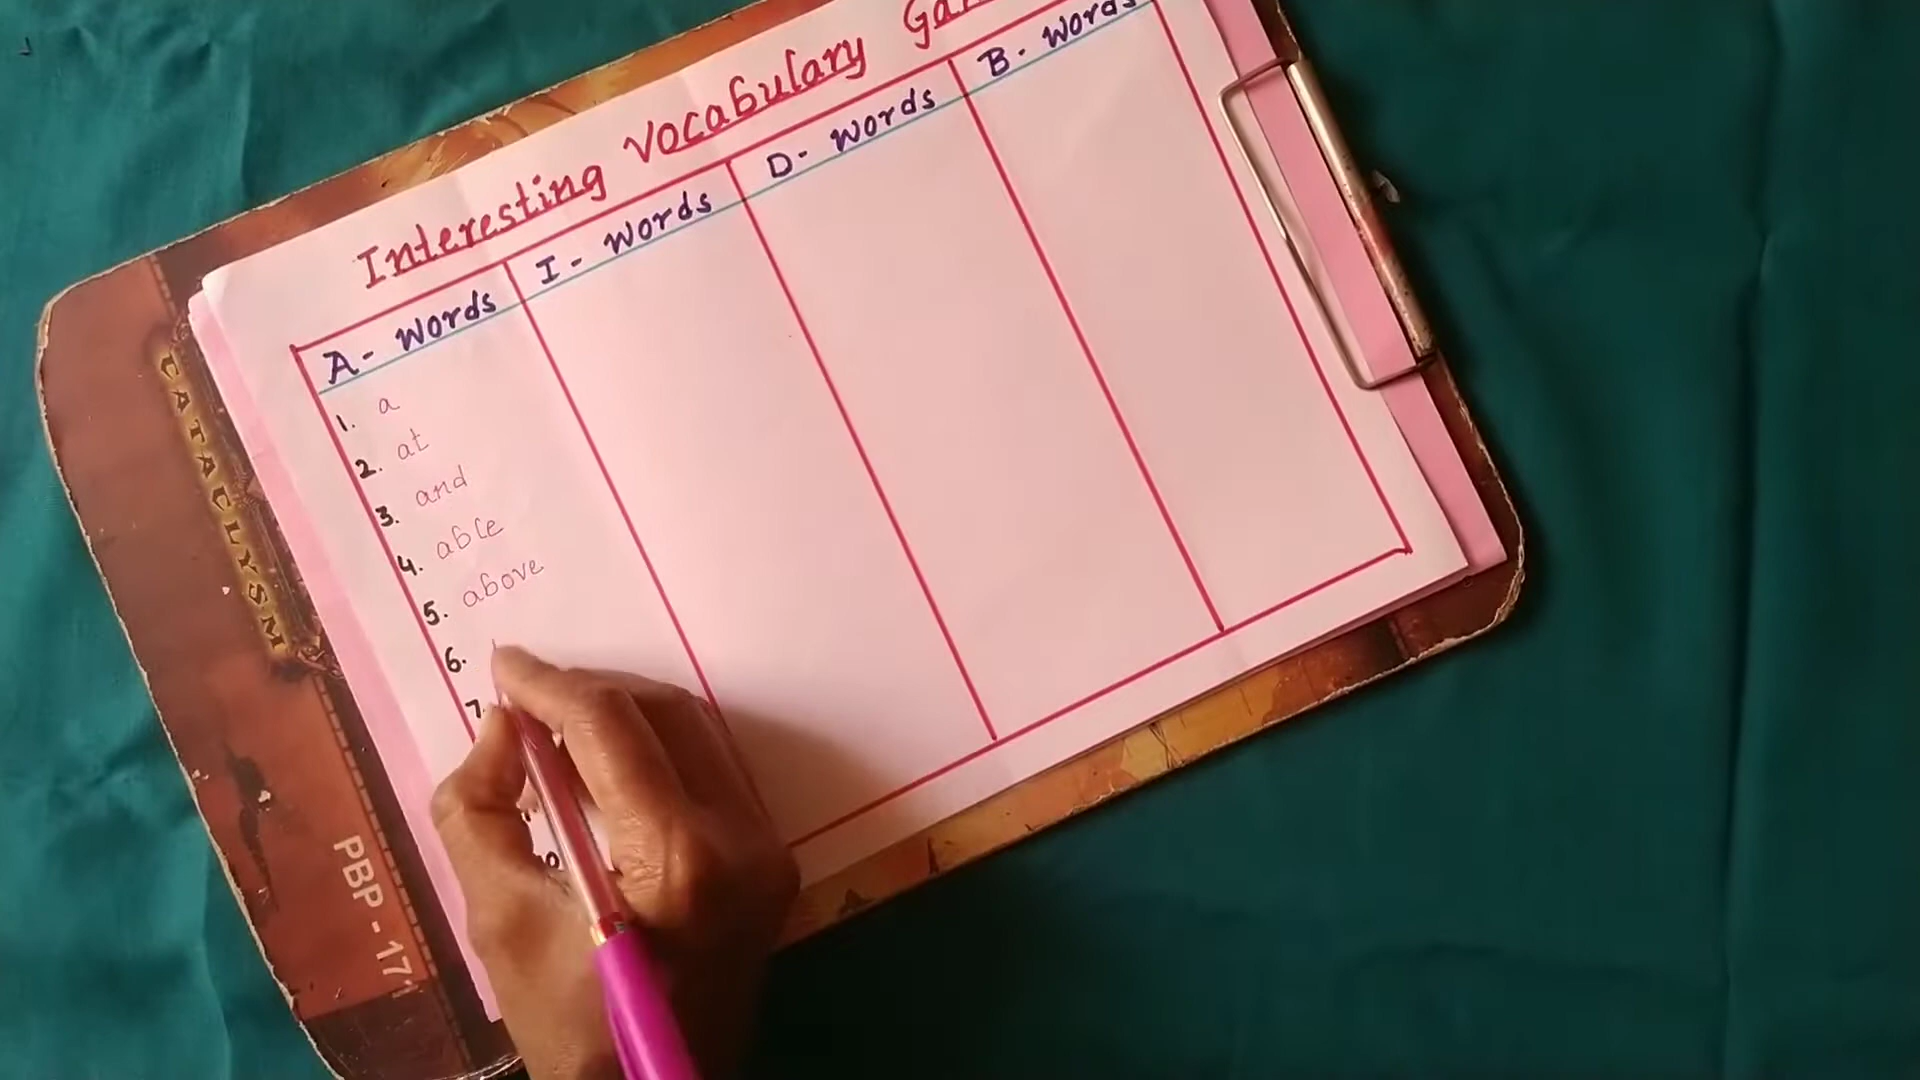 Interesting Vocabulary
A- Words I- Words D- Words B- Words
1. a
2. at
3. and
4. able
5. above
6.
7.
CATACLYSM
PBP - 17